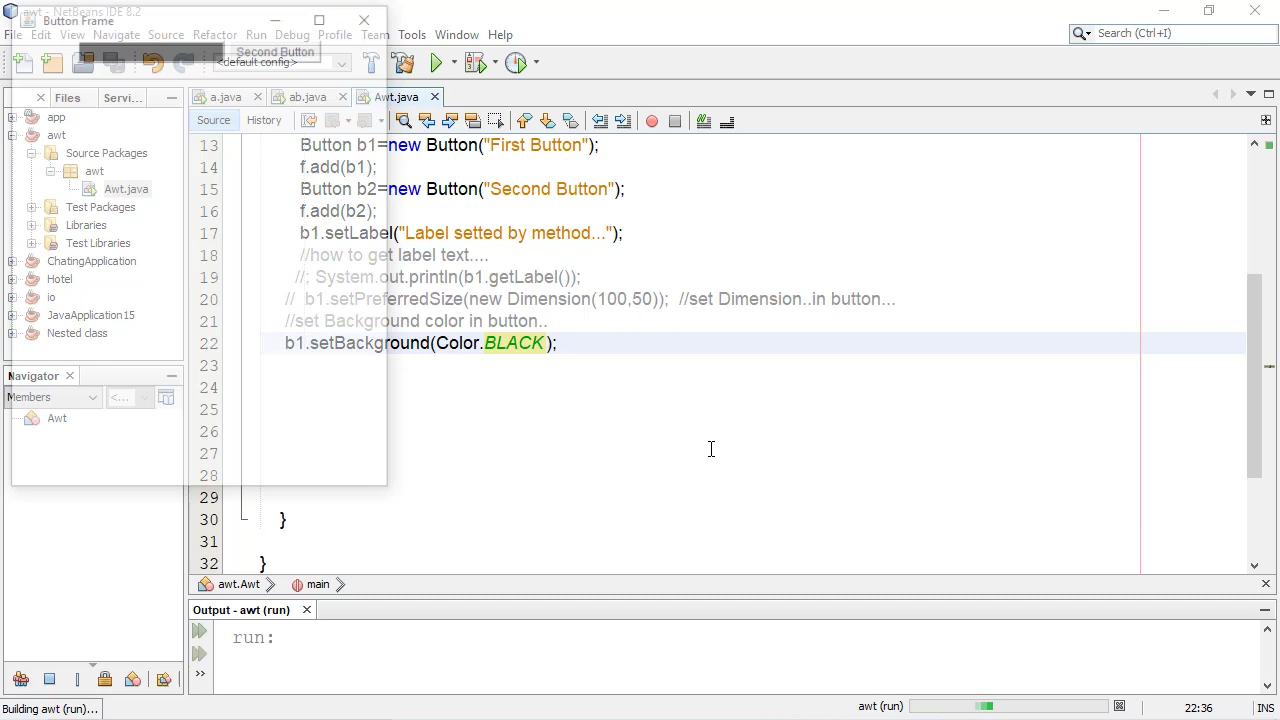 awt - NetBeans IDE 8.2
Button Frame
File Edit View Navigate Source Refactor Run Debug Profile Team Tools Window Help
Search (Ctrl+I)
Second Button
<default config>
Files Servi... a.java ab.java Awt.java
Source History
app
awt
Source Packages
awt
Awt.java
Test Packages
Libraries
Test Libraries
ChatingApplication
Hotel
io
JavaApplication15
Nested class
Navigator
Members <...
Awt
13 Button b1=new Button("First Button");
14 f.add(b1);
15 Button b2=new Button("Second Button");
16 f.add(b2);
17 b1.setLabel("Label setted by method...");
18 //how to get label text....
19 //; System.out.println(b1.getLabel());
20 // b1.setPreferredSize(new Dimension(100,50)); //set Dimension..in button...
21 //set Background color in button..
22 b1.setBackground(Color.BLACK);
23
24
25
26
27
28
29
30 }
31
32 }
awt.Awt main
Output - awt (run)
run:
Building awt (run)... awt (run) 22:36 INS